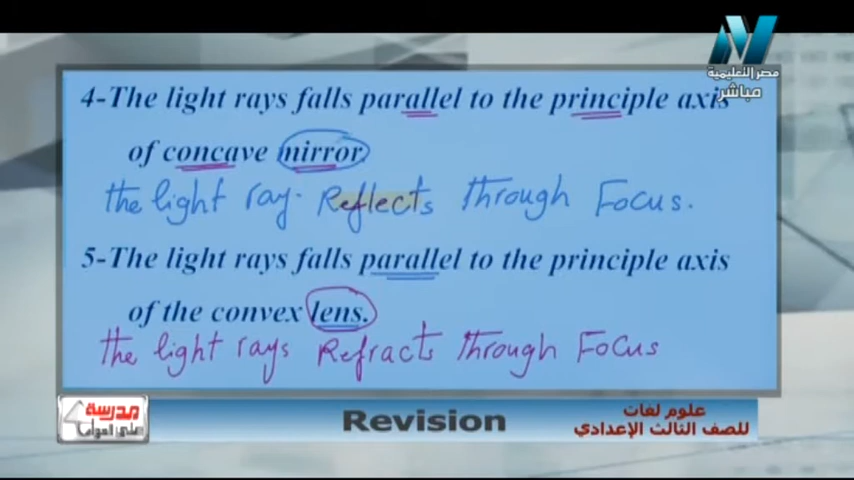 مصر التعليمية
مباشر
4-The light rays falls parallel to the principle axis
of concave mirror.
the light ray. Reflects through Focus.
5-The light rays falls parallel to the principle axis
of the convex lens.
the light rays Refracts through Focus
مدرسة
على الهواء
Revision
علوم لغات
للصف الثالث الإعدادي